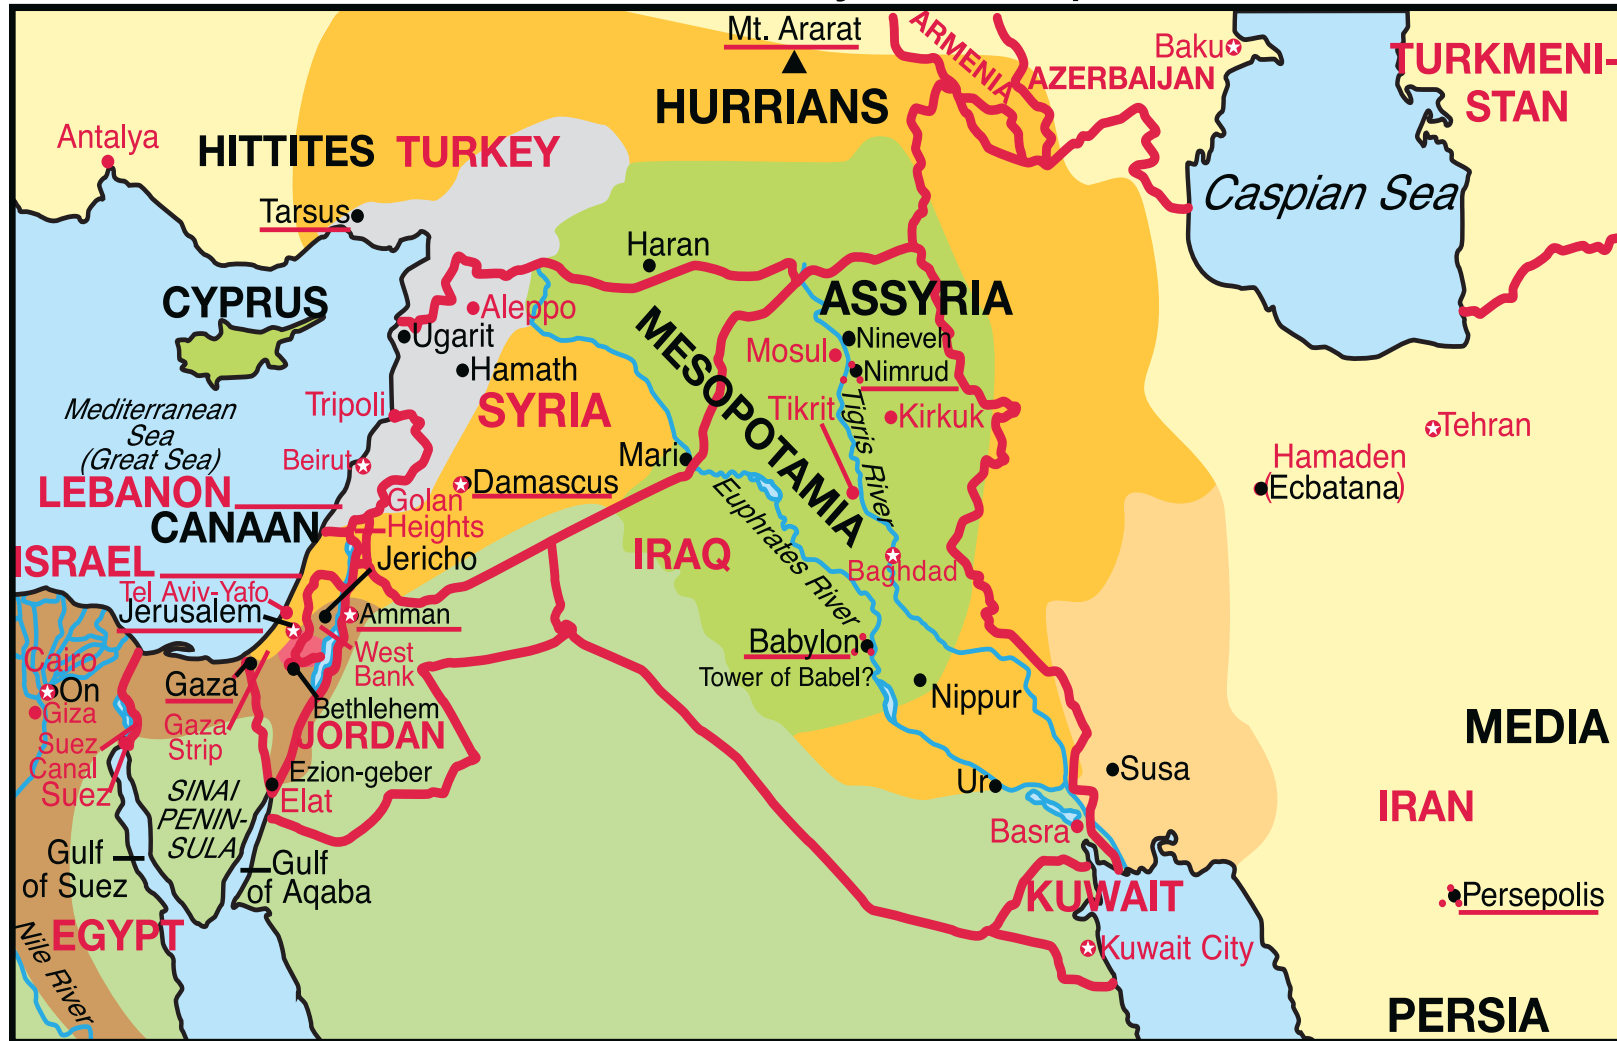 Mt. Ararat
ARMENIA
Baku
TURKMENI-
STAN
AZERBAIJAN
HURRIANS
Antalya
HITTITES
TURKEY
Caspian Sea
Tarsus
Haran
CYPRUS
Aleppo
ASSYRIA
Ugarit
Nineveh
Mosul
Hamath
Nimrud
MESOPOTAMIA
Mediterranean
Sea
(Great Sea)
Tripoli
SYRIA
Tikrit
Kirkuk
Tigris River
Tehran
Beirut
Mari
Hamaden
(Ecbatana)
Damascus
LEBANON
Golan
Heights
Euphrates River
CANAAN
Jericho
IRAQ
ISRAEL
Baghdad
Tel Aviv-Yafo
Jerusalem
Amman
Babylon
Tower of Babel?
West
Bank
Cairo
On
Gaza
Giza
Bethlehem
Nippur
Gaza
Strip
JORDAN
MEDIA
Suez
Canal
Suez
Ezion-geber
Elat
Ur
Susa
SINAI
PENIN-
SULA
IRAN
Basra
Gulf
of Suez
Gulf
of Aqaba
KUWAIT
Persepolis
EGYPT
Kuwait City
Nile River
PERSIA